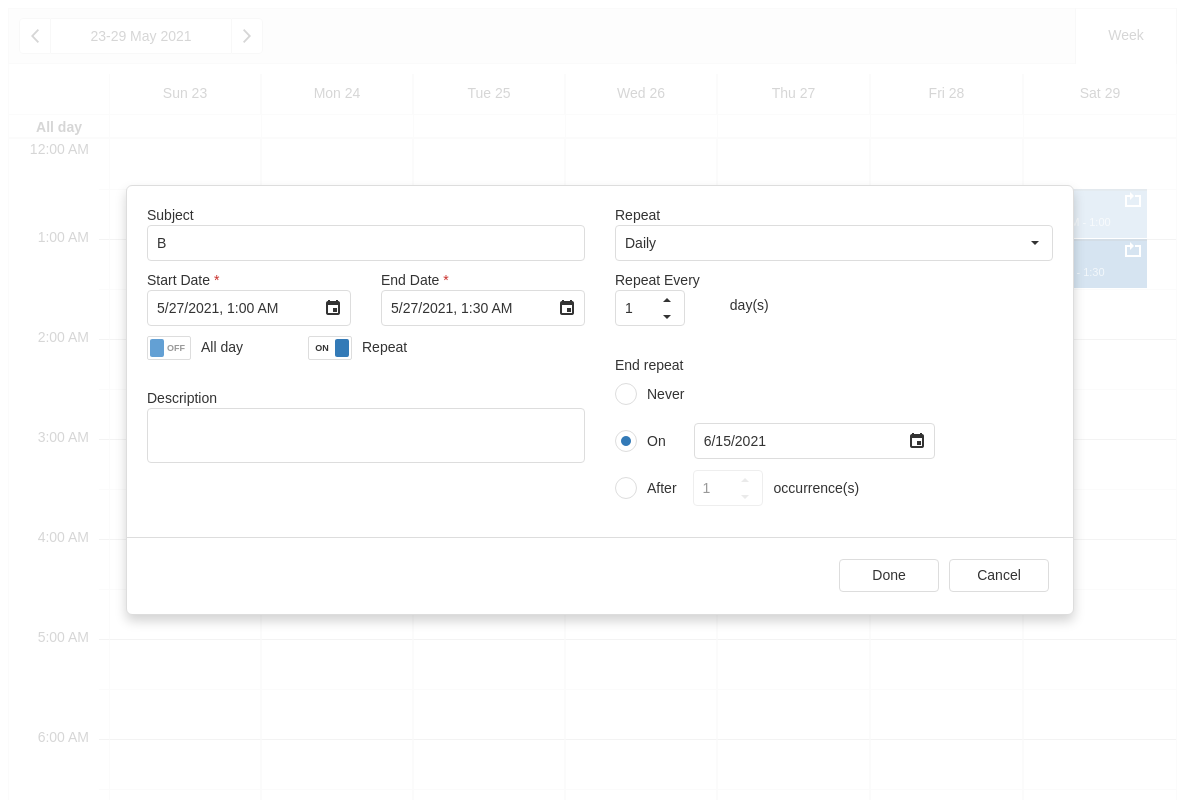 23-29 May 2021
Week
Sun 23
Mon 24
Tue 25
Wed 26
Thu 27
Fri 28
Sat 29
All day
12:00 AM
1:00 AM
2:00 AM
3:00 AM
4:00 AM
5:00 AM
6:00 AM
- 1:00
- 1:30
Subject
B
Start Date *
End Date *
5/27/2021, 1:00 AM
5/27/2021, 1:30 AM
OFF All day
ON Repeat
Description
Repeat
Daily
Repeat Every
1 day(s)
End repeat
Never
On 6/15/2021
After 1 occurrence(s)
Done
Cancel